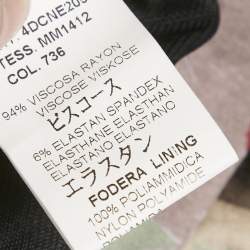 4DCNE206
TESS. MM1412
COL. 736
94% VISCOSA RAYON
VISCOSE VISKOSE
ビスコース
6% ELASTAN SPANDEX
ELASTHANE ELASTHAN
ELASTANO ELASTANO
エラスタン
FODERA LINING
100% POLIAMMIDICA
NYLON POLYAMIDE